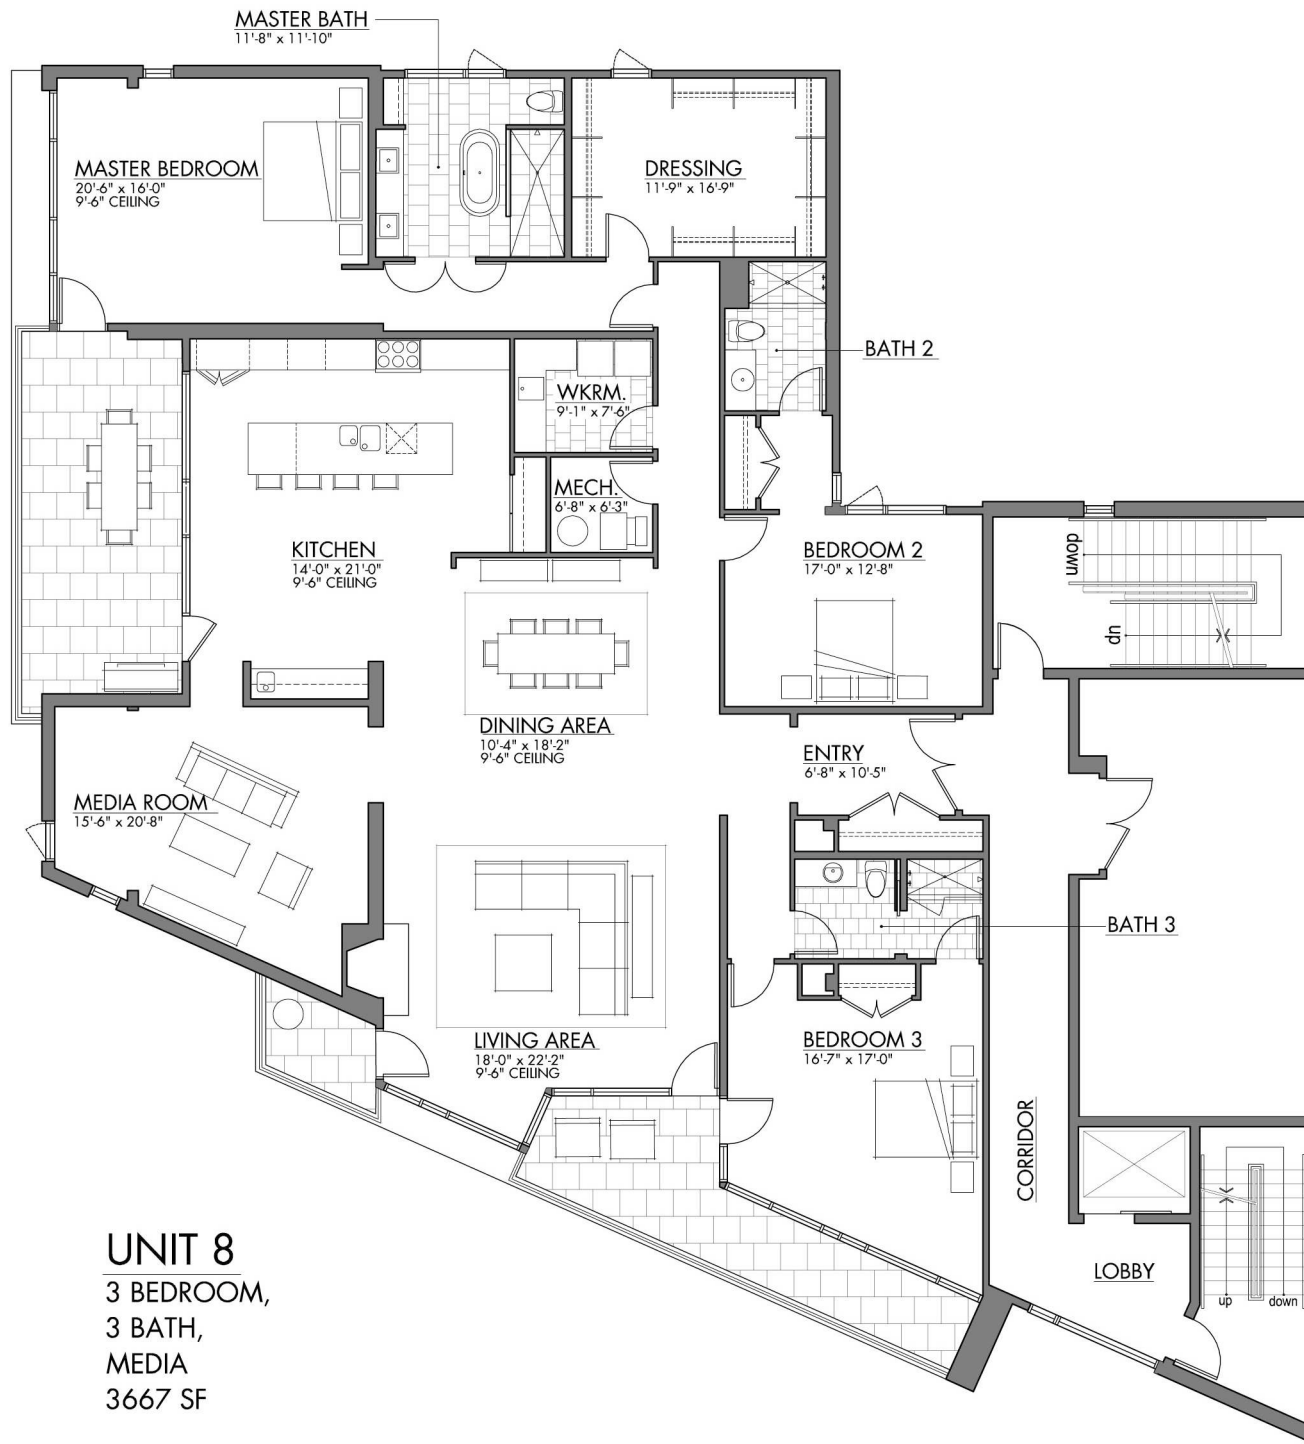 MASTER BATH
11'-8" x 11'-10"
MASTER BEDROOM
20'-6" x 16'-0"
9'-6" CEILING
DRESSING
11'-9" x 16'-9"
BATH 2
WKRM.
9'-1" x 7'-6"
MECH.
6'-8" x 6'-3"
KITCHEN
14'-0" x 21'-0"
9'-6" CEILING
BEDROOM 2
17'-0" x 12'-8"
down
dn
DINING AREA
10'-4" x 18'-2"
9'-6" CEILING
ENTRY
6'-8" x 10'-5"
MEDIA ROOM
15'-6" x 20'-8"
BATH 3
LIVING AREA
18'-0" x 22'-2"
9'-6" CEILING
BEDROOM 3
16'-7" x 17'-0"
CORRIDOR
LOBBY
up
down
UNIT 8
3 BEDROOM,
3 BATH,
MEDIA
3667 SF